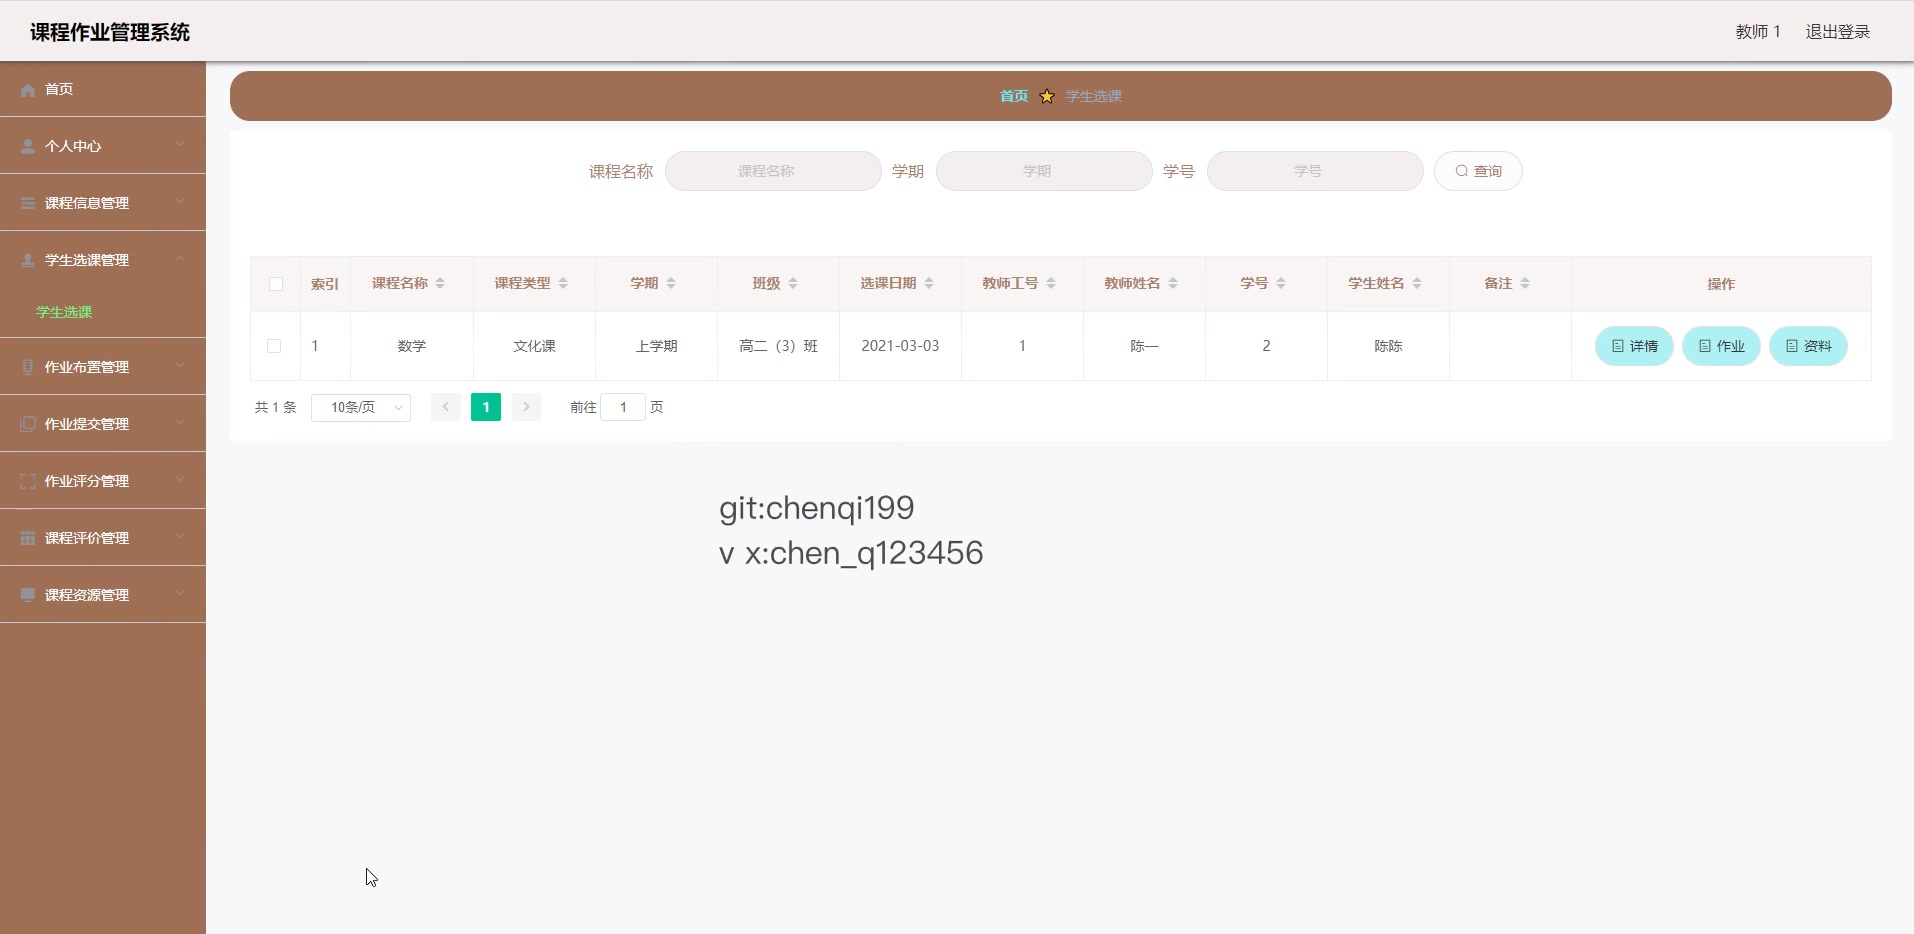 课程作业管理系统
教师 1 退出登录
首页
个人中心
课程信息管理
学生选课管理
学生选课
作业布置管理
作业提交管理
作业评分管理
课程评价管理
课程资源管理
首页 学生选课
课程名称 课程名称 学期 学期 学号 学号 查询
索引 课程名称 课程类型 学期 班级 选课日期 教师工号 教师姓名 学号 学生姓名 备注 操作
1 数学 文化课 上学期 高二（3）班 2021-03-03 1 陈一 2 陈陈 详情 作业 资料
共 1 条 10条/页 1 前往 1 页
git:chenqi199
v x:chen_q123456